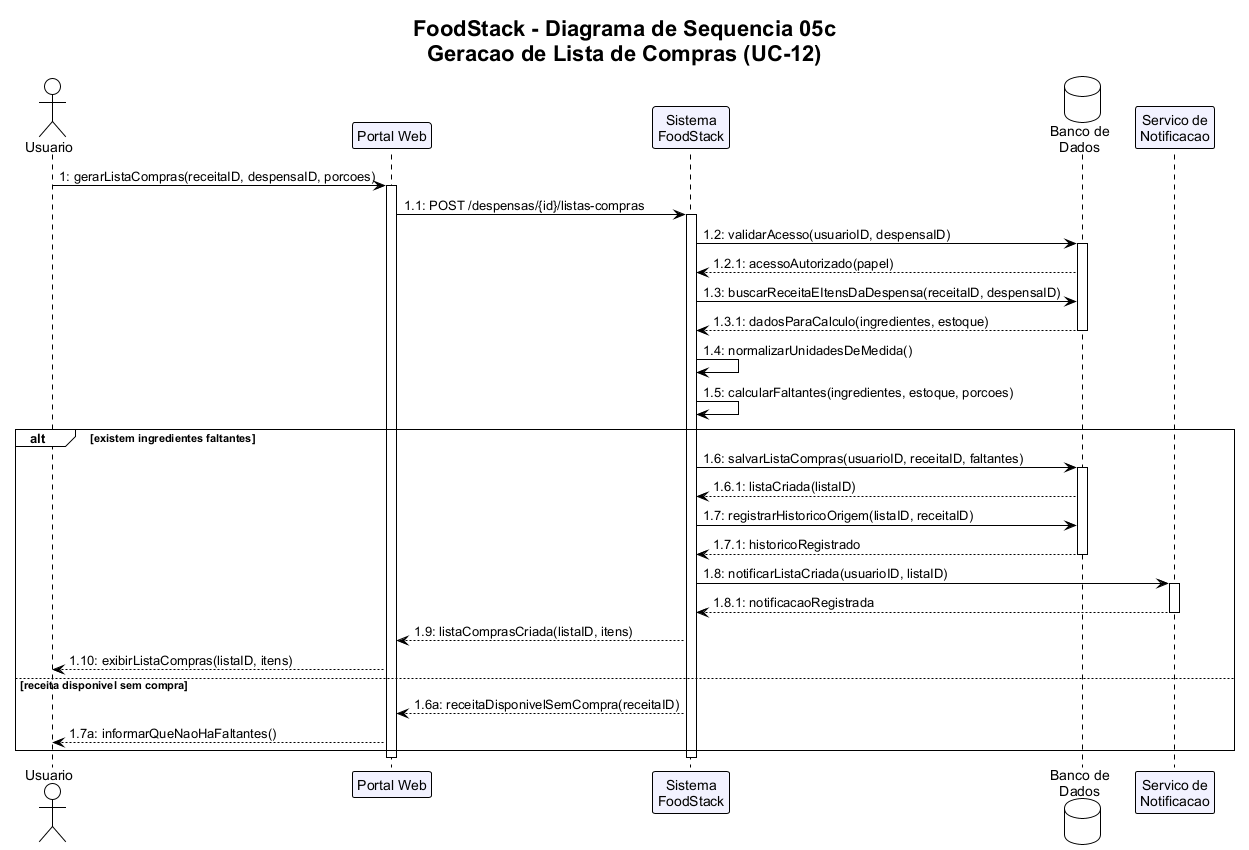 FoodStack - Diagrama de Sequencia 05c
Geracao de Lista de Compras (UC-12)
Usuario
Portal Web
Sistema
FoodStack
Banco de
Dados
Servico de
Notificacao
1: gerarListaCompras(receitaID, despensaID, porcoes)
1.1: POST /despensas/{id}/listas-compras
1.2: validarAcesso(usuarioID, despensaID)
1.2.1: acessoAutorizado(papel)
1.3: buscarReceitaEItensDaDespensa(receitaID, despensaID)
1.3.1: dadosParaCalculo(ingredientes, estoque)
1.4: normalizarUnidadesDeMedida()
1.5: calcularFaltantes(ingredientes, estoque, porcoes)
alt [existem ingredientes faltantes]
1.6: salvarListaCompras(usuarioID, receitaID, faltantes)
1.6.1: listaCriada(listaID)
1.7: registrarHistoricoOrigem(listaID, receitaID)
1.7.1: historicoRegistrado
1.8: notificarListaCriada(usuarioID, listaID)
1.8.1: notificacaoRegistrada
1.9: listaComprasCriada(listaID, itens)
1.10: exibirListaCompras(listaID, itens)
[receita disponivel sem compra]
1.6a: receitaDisponivelSemCompra(receitaID)
1.7a: informarQueNaoHaFaltantes()
Usuario
Portal Web
Sistema
FoodStack
Banco de
Dados
Servico de
Notificacao